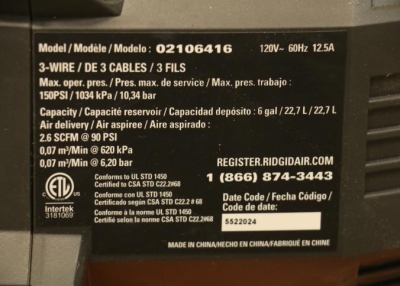 Model / Modèle / Modelo : 02106416 120V~ 60Hz 12.5A
3-WIRE / DE 3 CABLES / 3 FILS
Max. oper. pres. / Pres. max. de service / Max. pres. trabajo :
150PSI / 1034 kPa / 10,34 bar
Capacity / Capacité reservoir / Capacidad depósito : 6 gal / 22,7 L / 22,7 L
Air delivery / Air aspiree / Aire aspirado :
2.6 SCFM @ 90 PSI
0,07 m³/Min @ 620 kPa
0,07 m³/Min @ 6,20 bar
REGISTER.RIDGIDAIR.COM
1 (866) 874-3443
ETL
Intertek
3181069
Conforms to UL STD 1450
Certified to CSA STD C22.2#68
Conforme con UL STD 1450
Certificado según CSA STD C22.2 # 68
Conforme à la norme UL STD 1450
Certifié selon la norme CSA STD C22.2#68
Date Code / Fecha Código /
Code de date:
5522024
MADE IN CHINA/HECHO EN CHINA/FABRIQUÉ EN CHINE